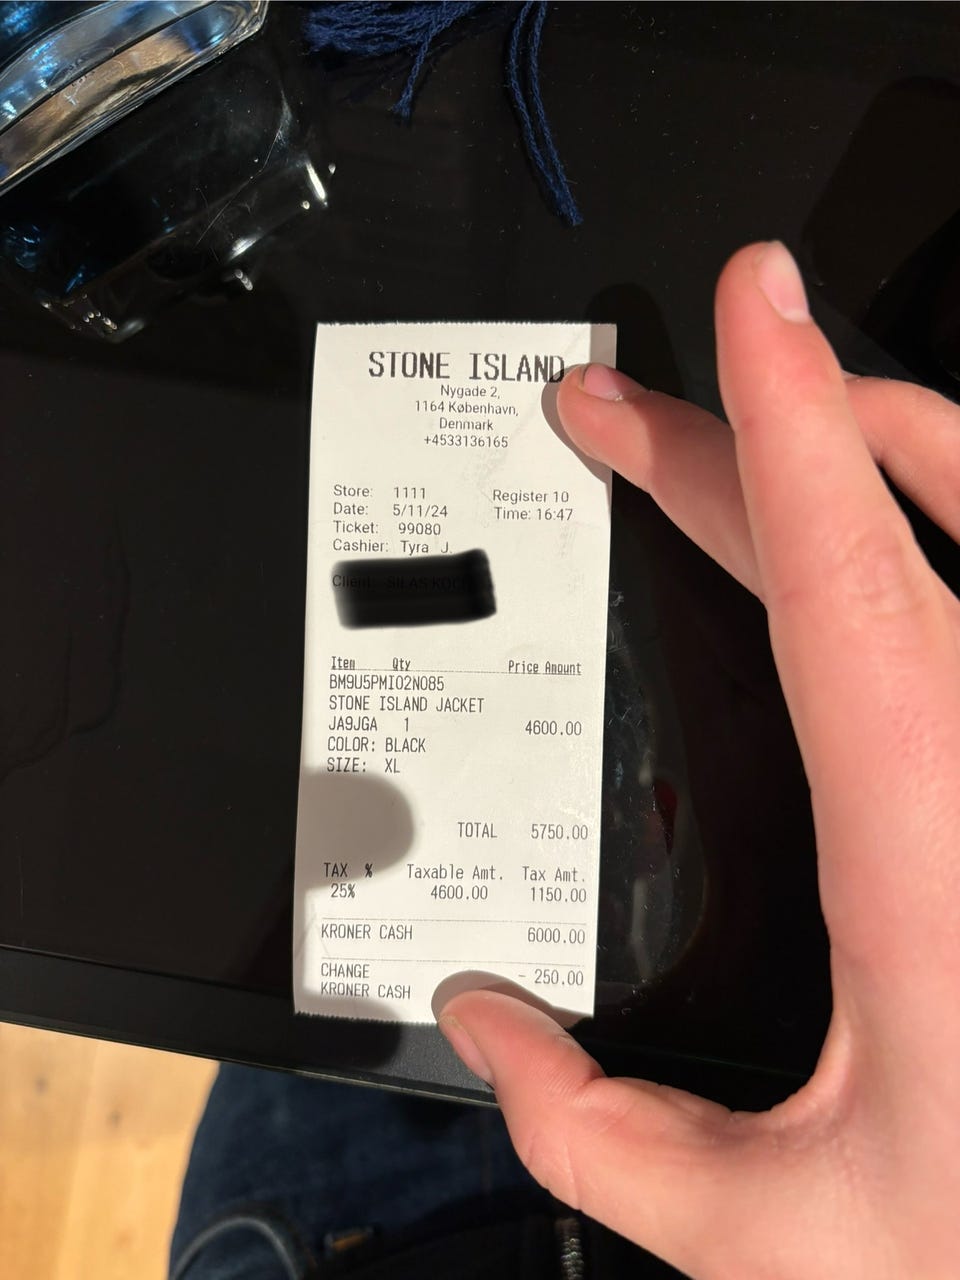 STONE ISLAND
Nygade 2,
1164 København,
Denmark
+4533136165
Store: 1111 Register 10
Date: 5/11/24 Time: 16:47
Ticket: 99080
Cashier: Tyra J.
Client:
Item Qty Price Amount
BM9U5PMI02N085
STONE ISLAND JACKET
JA9JGA 1 4600.00
COLOR: BLACK
SIZE: XL
TOTAL 5750.00
TAX % Taxable Amt. Tax Amt.
25% 4600.00 1150.00
KRONER CASH 6000.00
CHANGE - 250.00
KRONER CASH